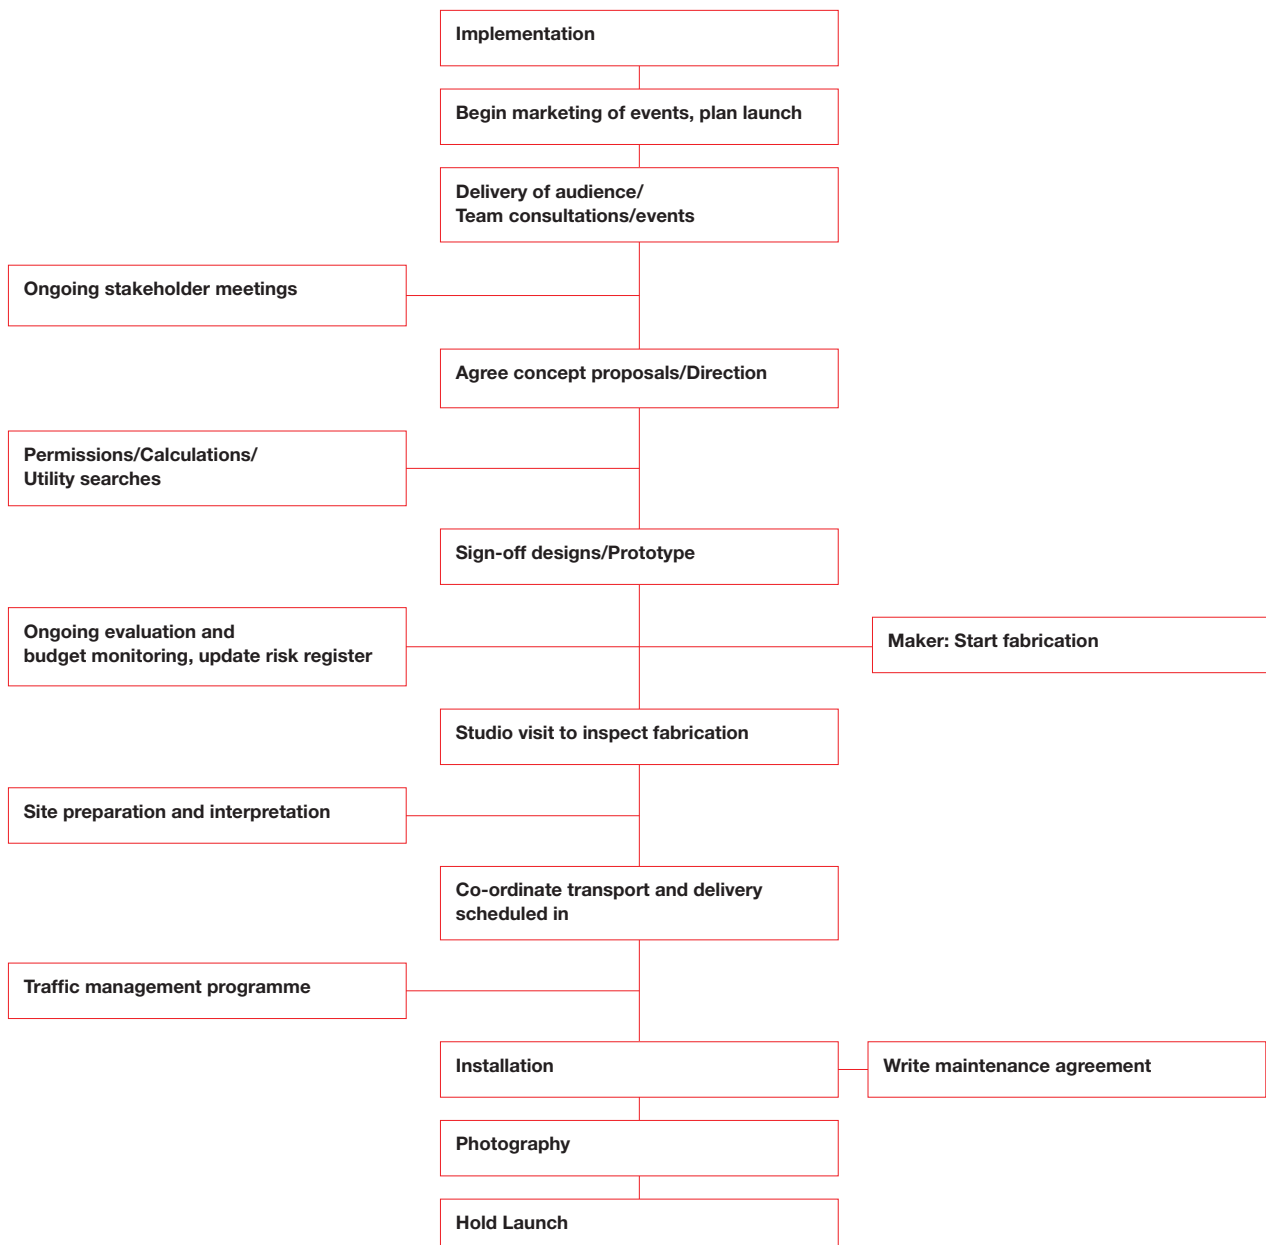 Implementation
Begin marketing of events, plan launch
Delivery of audience/
Team consultations/events
Ongoing stakeholder meetings
Agree concept proposals/Direction
Permissions/Calculations/
Utility searches
Sign-off designs/Prototype
Ongoing evaluation and
budget monitoring, update risk register
Maker: Start fabrication
Studio visit to inspect fabrication
Site preparation and interpretation
Co-ordinate transport and delivery
scheduled in
Traffic management programme
Installation
Write maintenance agreement
Photography
Hold Launch